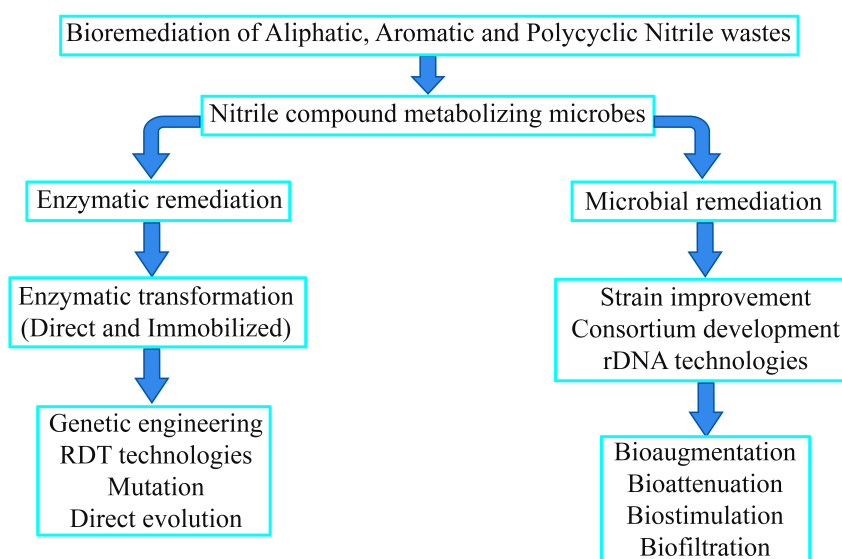 Bioremediation of Aliphatic, Aromatic and Polycyclic Nitrile wastes
Nitrile compound metabolizing microbes
Enzymatic remediation
Microbial remediation
Enzymatic transformation
(Direct and Immobilized)
Strain improvement
Consortium development
rDNA technologies
Genetic engineering
RDT technologies
Mutation
Direct evolution
Bioaugmentation
Bioattenuation
Biostimulation
Biofiltration